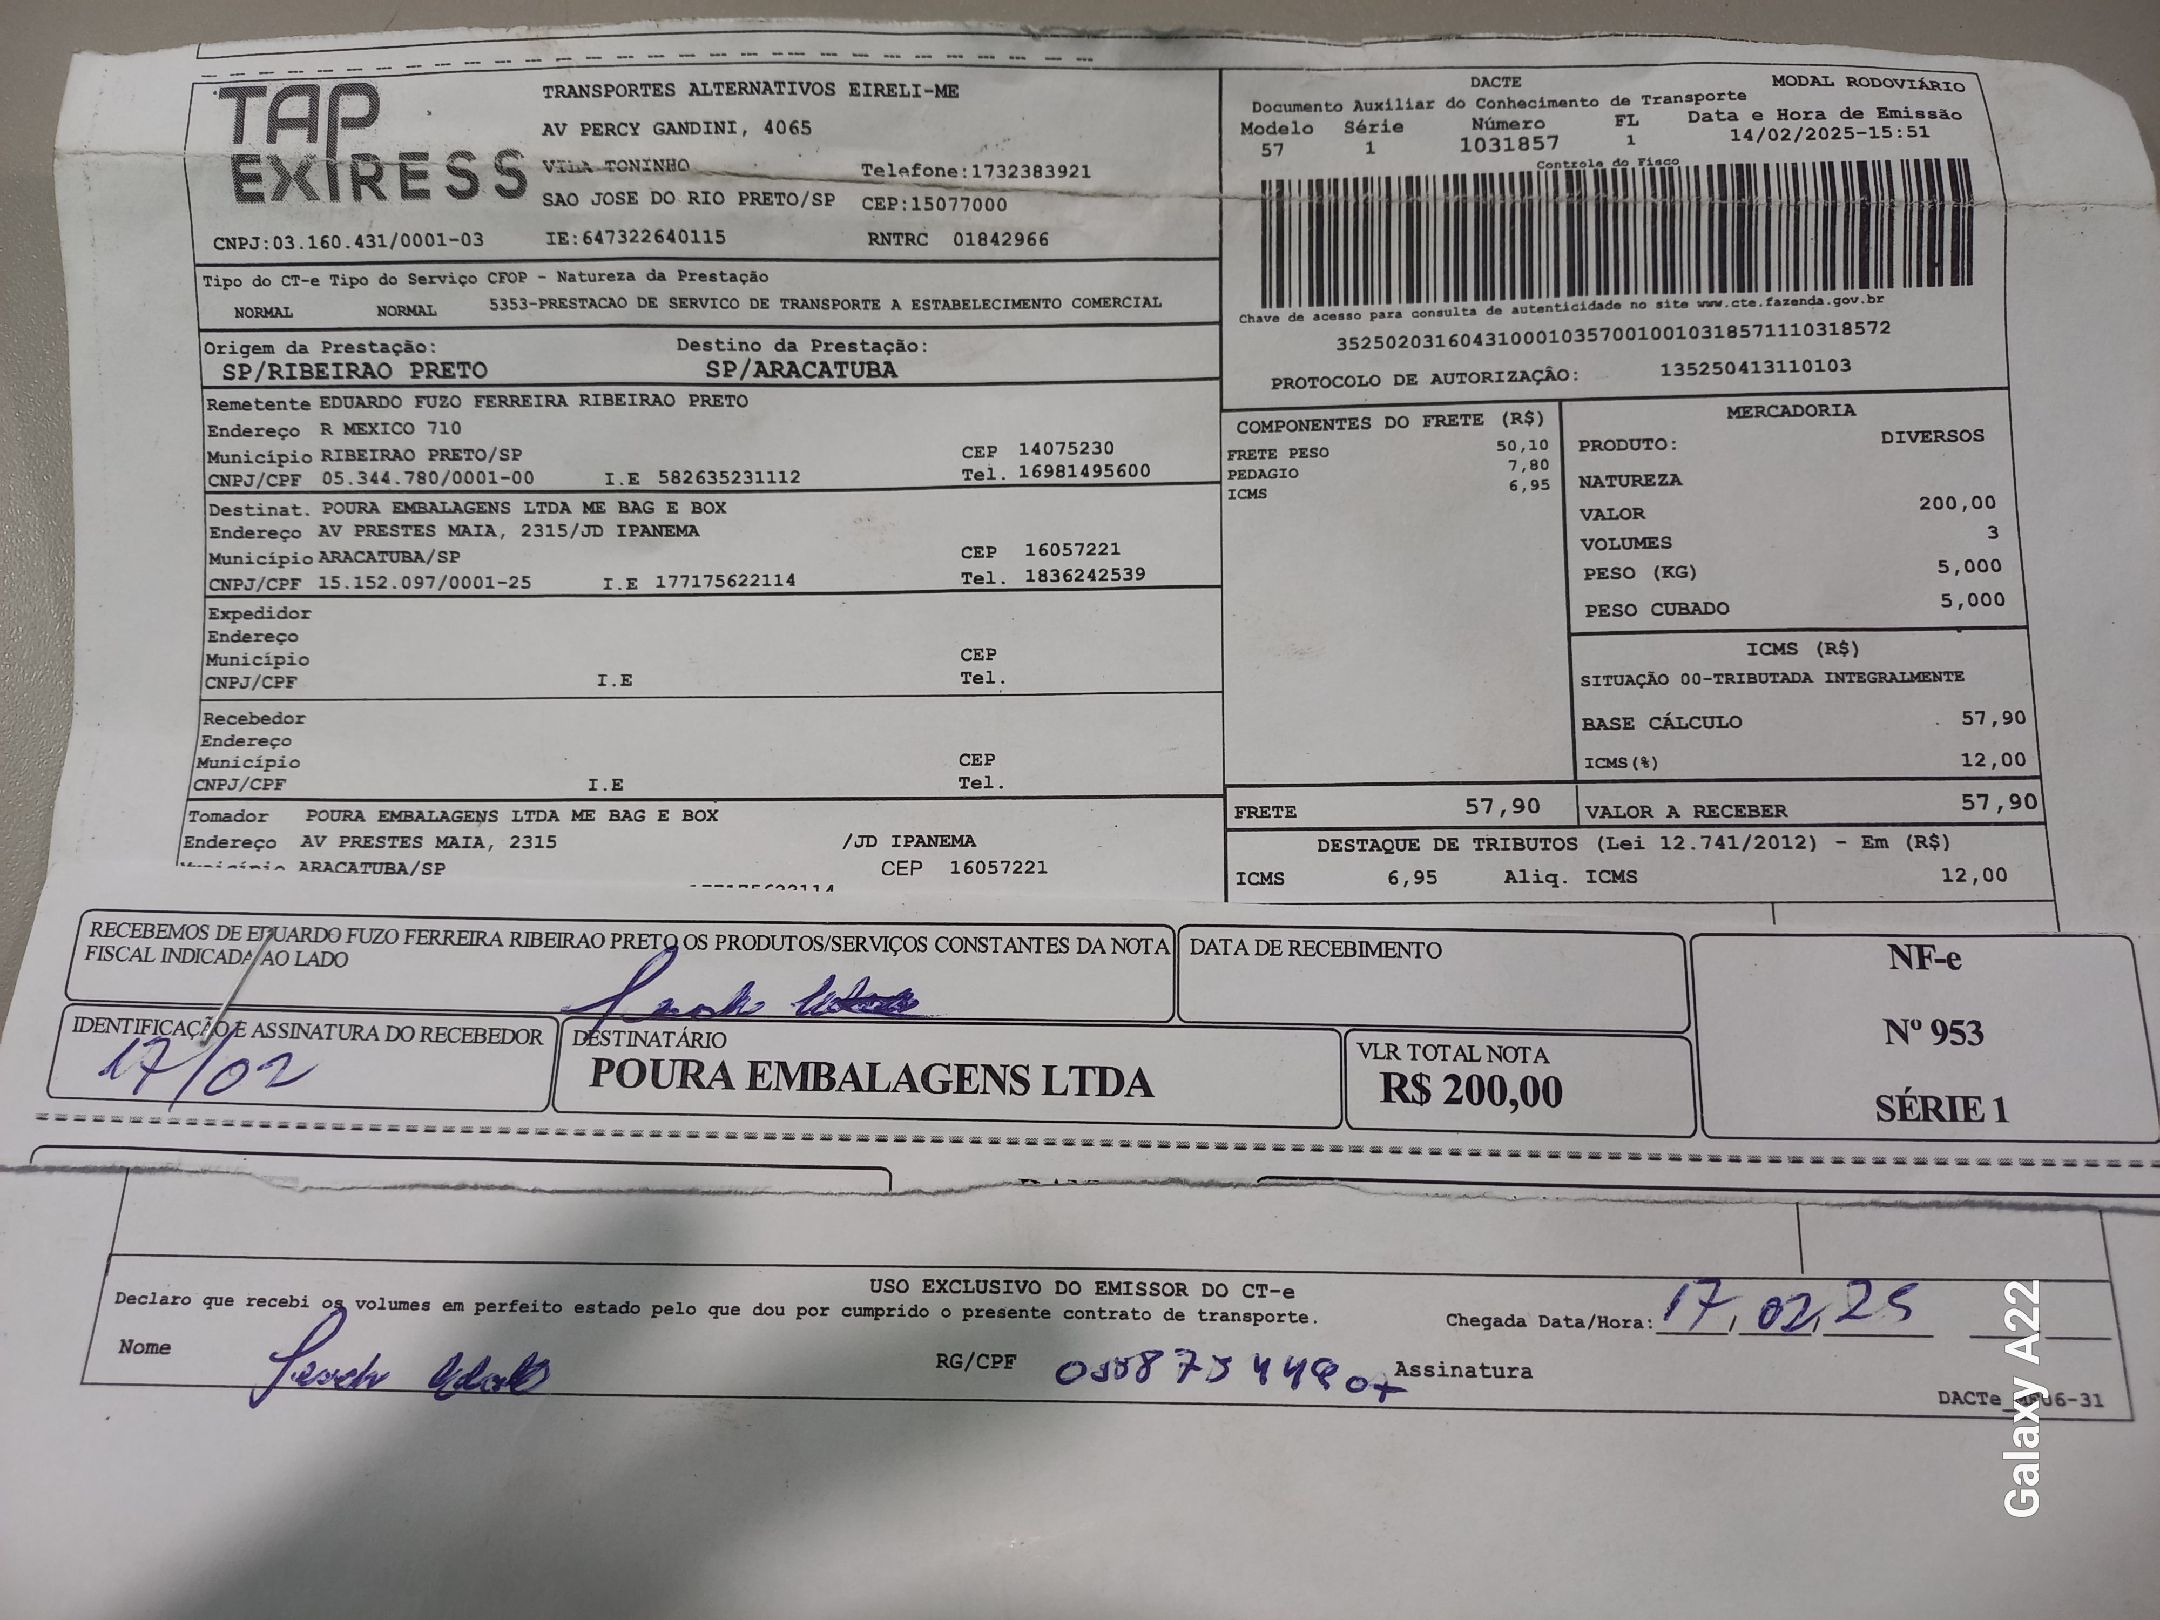 TAP EXPRESS
TRANSPORTES ALTERNATIVOS EIRELI-ME
AV PERCY GANDINI, 4065
VILA TONINHO Telefone:1732383921
SAO JOSE DO RIO PRETO/SP CEP:15077000
CNPJ:03.160.431/0001-03 IE:647322640115 RNTRC 01842966
DACTE MODAL RODOVIÁRIO
Documento Auxiliar do Conhecimento de Transporte
Modelo Série Número FL Data e Hora de Emissão
57 1 1031857 1 14/02/2025-15:51
Controle do Fisco
Chave de acesso para consulta de autenticidade no site www.cte.fazenda.gov.br
35250203160431000103570010010318571110318572
PROTOCOLO DE AUTORIZAÇÃO: 135250413110103
Tipo do CT-e Tipo do Serviço CFOP - Natureza da Prestação
NORMAL NORMAL 5353-PRESTACAO DE SERVICO DE TRANSPORTE A ESTABELECIMENTO COMERCIAL
Origem da Prestação: Destino da Prestação:
SP/RIBEIRAO PRETO SP/ARACATUBA
Remetente EDUARDO FUZO FERREIRA RIBEIRAO PRETO
Endereço R MEXICO 710
Município RIBEIRAO PRETO/SP CEP 14075230
CNPJ/CPF 05.344.780/0001-00 I.E 582635231112 Tel. 16981495600
Destinat. POURA EMBALAGENS LTDA ME BAG E BOX
Endereço AV PRESTES MAIA, 2315/JD IPANEMA
Município ARACATUBA/SP CEP 16057221
CNPJ/CPF 15.152.097/0001-25 I.E 177175622114 Tel. 1836242539
Expedidor
Endereço
Município CEP
CNPJ/CPF I.E Tel.
Recebedor
Endereço
Município CEP
CNPJ/CPF I.E Tel.
Tomador POURA EMBALAGENS LTDA ME BAG E BOX
Endereço AV PRESTES MAIA, 2315 /JD IPANEMA
Município ARACATUBA/SP CEP 16057221
177175622114
COMPONENTES DO FRETE (R$)
FRETE PESO 50,10
PEDAGIO 7,80
ICMS 6,95
MERCADORIA
PRODUTO: DIVERSOS
NATUREZA
VALOR 200,00
VOLUMES 3
PESO (KG) 5,000
PESO CUBADO 5,000
ICMS (R$)
SITUAÇÃO 00-TRIBUTADA INTEGRALMENTE
BASE CÁLCULO 57,90
ICMS(%) 12,00
FRETE 57,90 VALOR A RECEBER 57,90
DESTAQUE DE TRIBUTOS (Lei 12.741/2012) - Em (R$)
ICMS 6,95 Aliq. ICMS 12,00
RECEBEMOS DE EDUARDO FUZO FERREIRA RIBEIRAO PRETO OS PRODUTOS/SERVIÇOS CONSTANTES DA NOTA
FISCAL INDICADA AO LADO
DATA DE RECEBIMENTO
IDENTIFICAÇÃO E ASSINATURA DO RECEBEDOR
17/02
DESTINATÁRIO
POURA EMBALAGENS LTDA
VLR TOTAL NOTA
R$ 200,00
NF-e
Nº 953
SÉRIE 1
USO EXCLUSIVO DO EMISSOR DO CT-e
Declaro que recebi os volumes em perfeito estado pelo que dou por cumprido o presente contrato de transporte.
Chegada Data/Hora: 17,02,25
Nome RG/CPF Assinatura
Galaxy A22